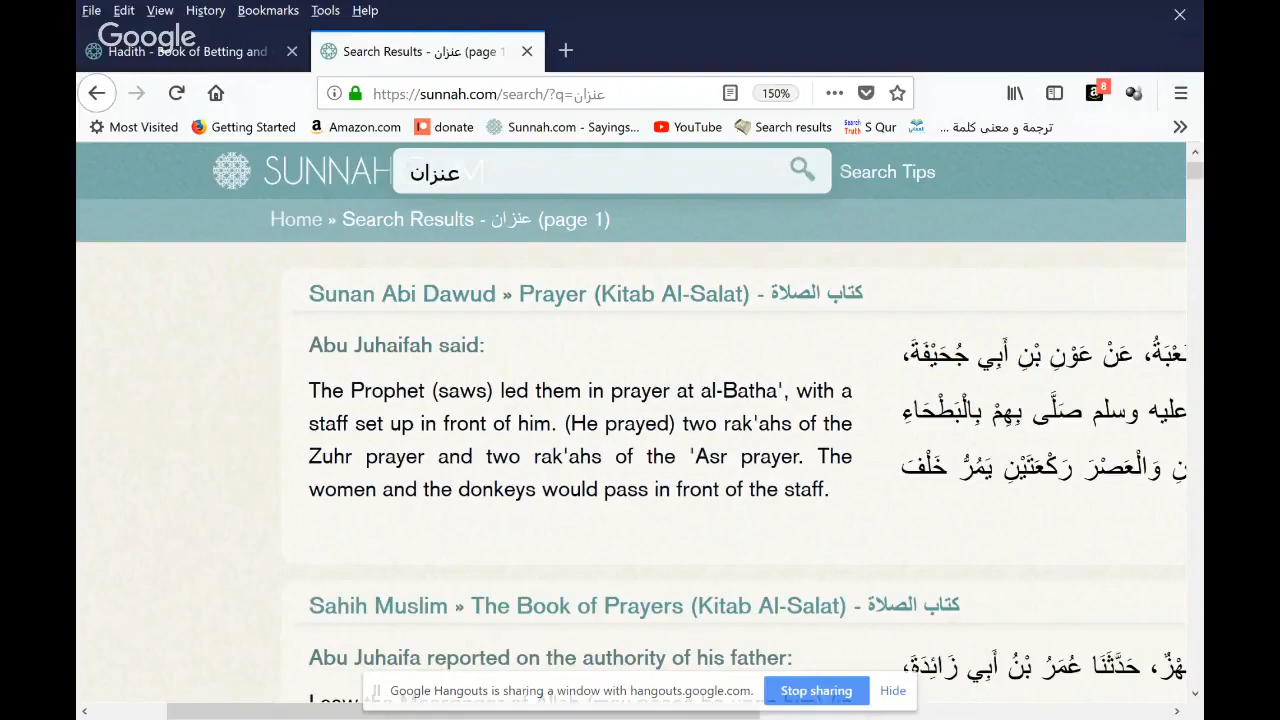 File Edit View History Bookmarks Tools Help
Google
Hadith - Book of Betting and
Search Results - عنزان (page 1
https://sunnah.com/search/?q=عنزان
150%
8
Most Visited Getting Started Amazon.com donate Sunnah.com - Sayings... YouTube Search results Search Truth S Qur ترجمة و معنى كلمة ...
SUNNAH
عنزان
Search Tips
Home » Search Results - عنزان (page 1)
Sunan Abi Dawud » Prayer (Kitab Al-Salat) - كتاب الصلاة
Abu Juhaifah said:
The Prophet (saws) led them in prayer at al-Batha', with a
staff set up in front of him. (He prayed) two rak'ahs of the
Zuhr prayer and two rak'ahs of the 'Asr prayer. The
women and the donkeys would pass in front of the staff.
عَنْ عَوْنِ بْنِ أَبِي جُحَيْفَةَ،
عليه وسلم صَلَّى بِهِمْ بِالْبَطْحَاءِ
وَالْعَصْرَ رَكْعَتَيْنِ يَمُرُّ خَلْفَ
Sahih Muslim » The Book of Prayers (Kitab Al-Salat) - كتاب الصلاة
Abu Juhaifa reported on the authority of his father:
حَدَّثَنَا عُمَرُ بْنُ أَبِي زَائِدَةَ،
Google Hangouts is sharing a window with hangouts.google.com. Stop sharing Hide